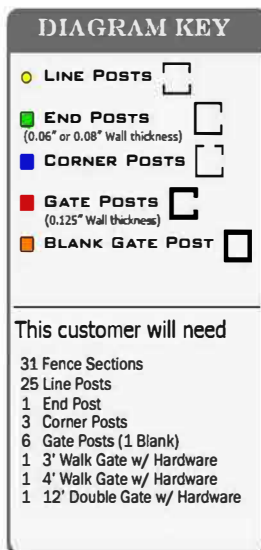 DIAGRAM KEY
LINE POSTS
END POSTS
(0.06" or 0.08" Wall thickness)
CORNER POSTS
GATE POSTS
(0.125" Wall thickness)
BLANK GATE POST
This customer will need
31 Fence Sections
25 Line Posts
1 End Post
3 Corner Posts
6 Gate Posts (1 Blank)
1 3' Walk Gate w/ Hardware
1 4' Walk Gate w/ Hardware
1 12' Double Gate w/ Hardware